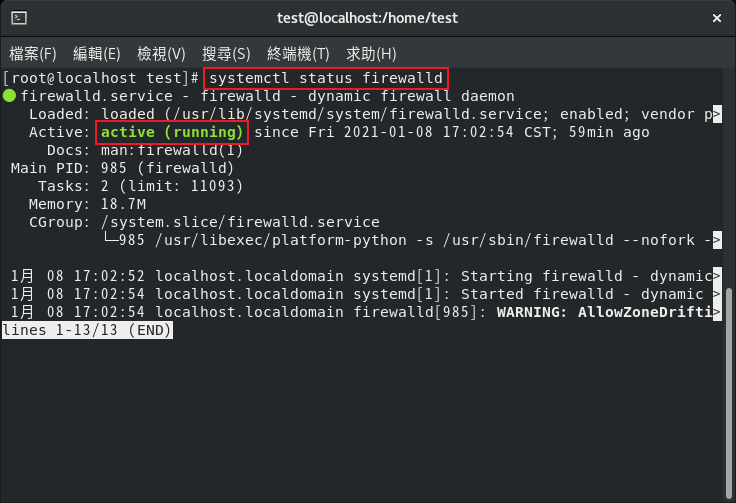 test@localhost:/home/test
檔案(F) 編輯(E) 檢視(V) 搜尋(S) 終端機(T) 求助(H)
[root@localhost test]# systemctl status firewalld
● firewalld.service - firewalld - dynamic firewall daemon
   Loaded: loaded (/usr/lib/systemd/system/firewalld.service; enabled; vendor p>
   Active: active (running) since Fri 2021-01-08 17:02:54 CST; 59min ago
     Docs: man:firewalld(1)
 Main PID: 985 (firewalld)
    Tasks: 2 (limit: 11093)
   Memory: 18.7M
   CGroup: /system.slice/firewalld.service
           └─985 /usr/libexec/platform-python -s /usr/sbin/firewalld --nofork ->
 1月 08 17:02:52 localhost.localdomain systemd[1]: Starting firewalld - dynamic>
 1月 08 17:02:54 localhost.localdomain systemd[1]: Started firewalld - dynamic >
 1月 08 17:02:54 localhost.localdomain firewalld[985]: WARNING: AllowZoneDrifti>
lines 1-13/13 (END)